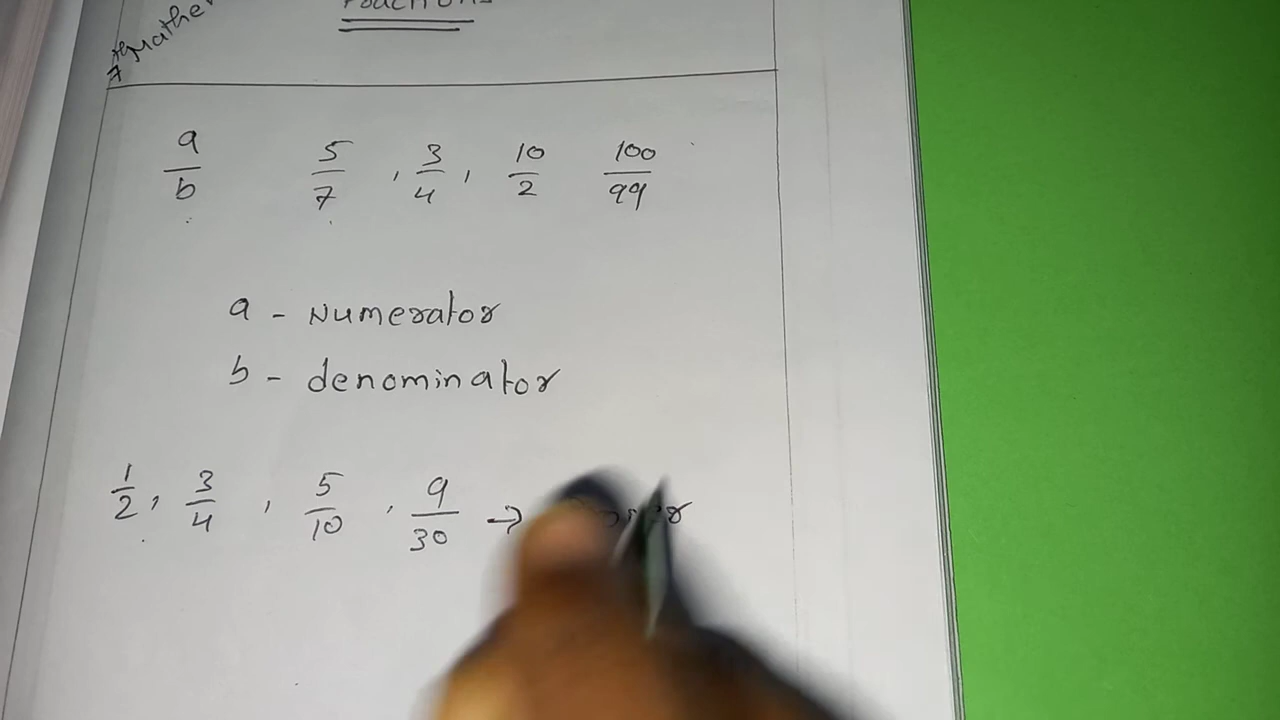 a/b 5/7 , 3/4 , 10/2 100/99
a - Numerator
b - denominator
1/2 , 3/4 , 5/10 , 9/30 →